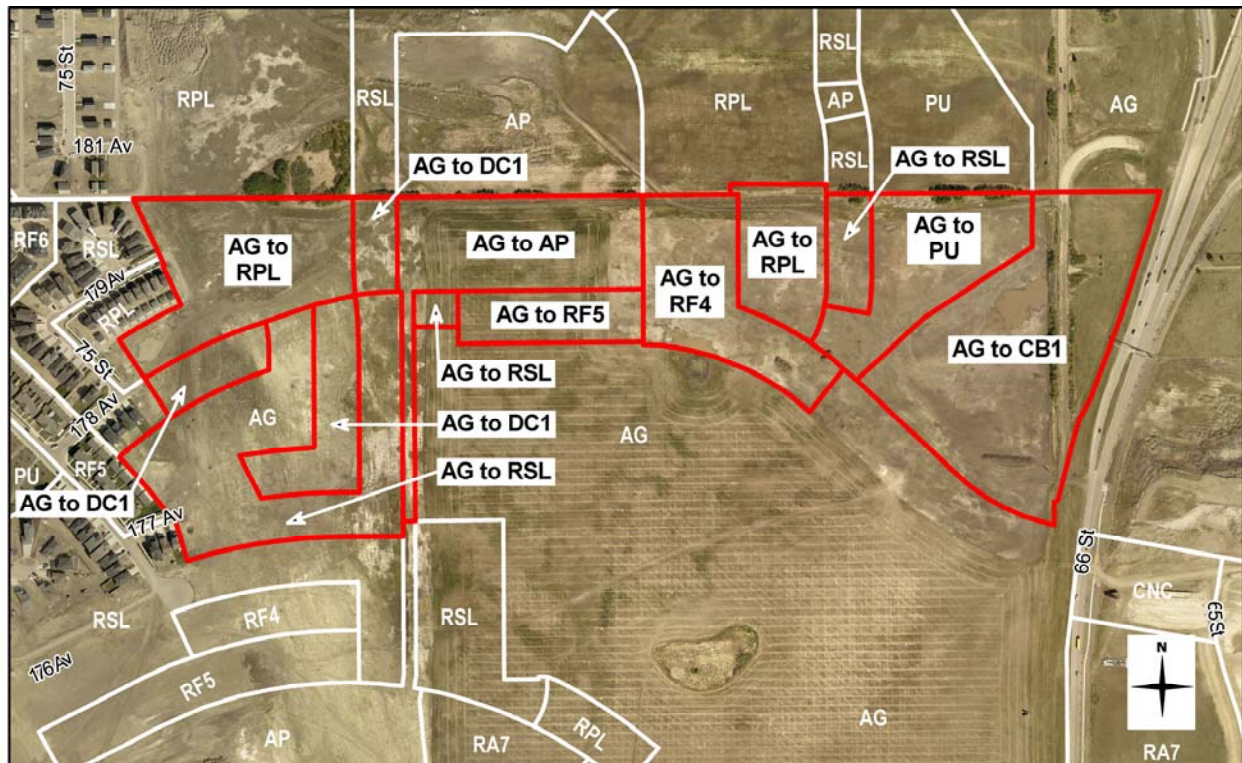 75 St
RPL
RSL
AP
RPL
RSL
AP
RSL
PU
AG
181 Av
AG to DC1
AG to RSL
RF6
RSL
179 Av
RPL
75 St
178 Av
RF5
PU
177 Av
AG to
RPL
AG to AP
AG to RF5
AG to
RF4
AG to
RPL
AG to
PU
AG to CB1
AG to RSL
AG
AG to DC1
AG
AG to RSL
AG to DC1
66 St
CNC
65 St
RSL
RF4
RSL
176 Av
RF5
AP
RA7
RPL
AG
N
RA7